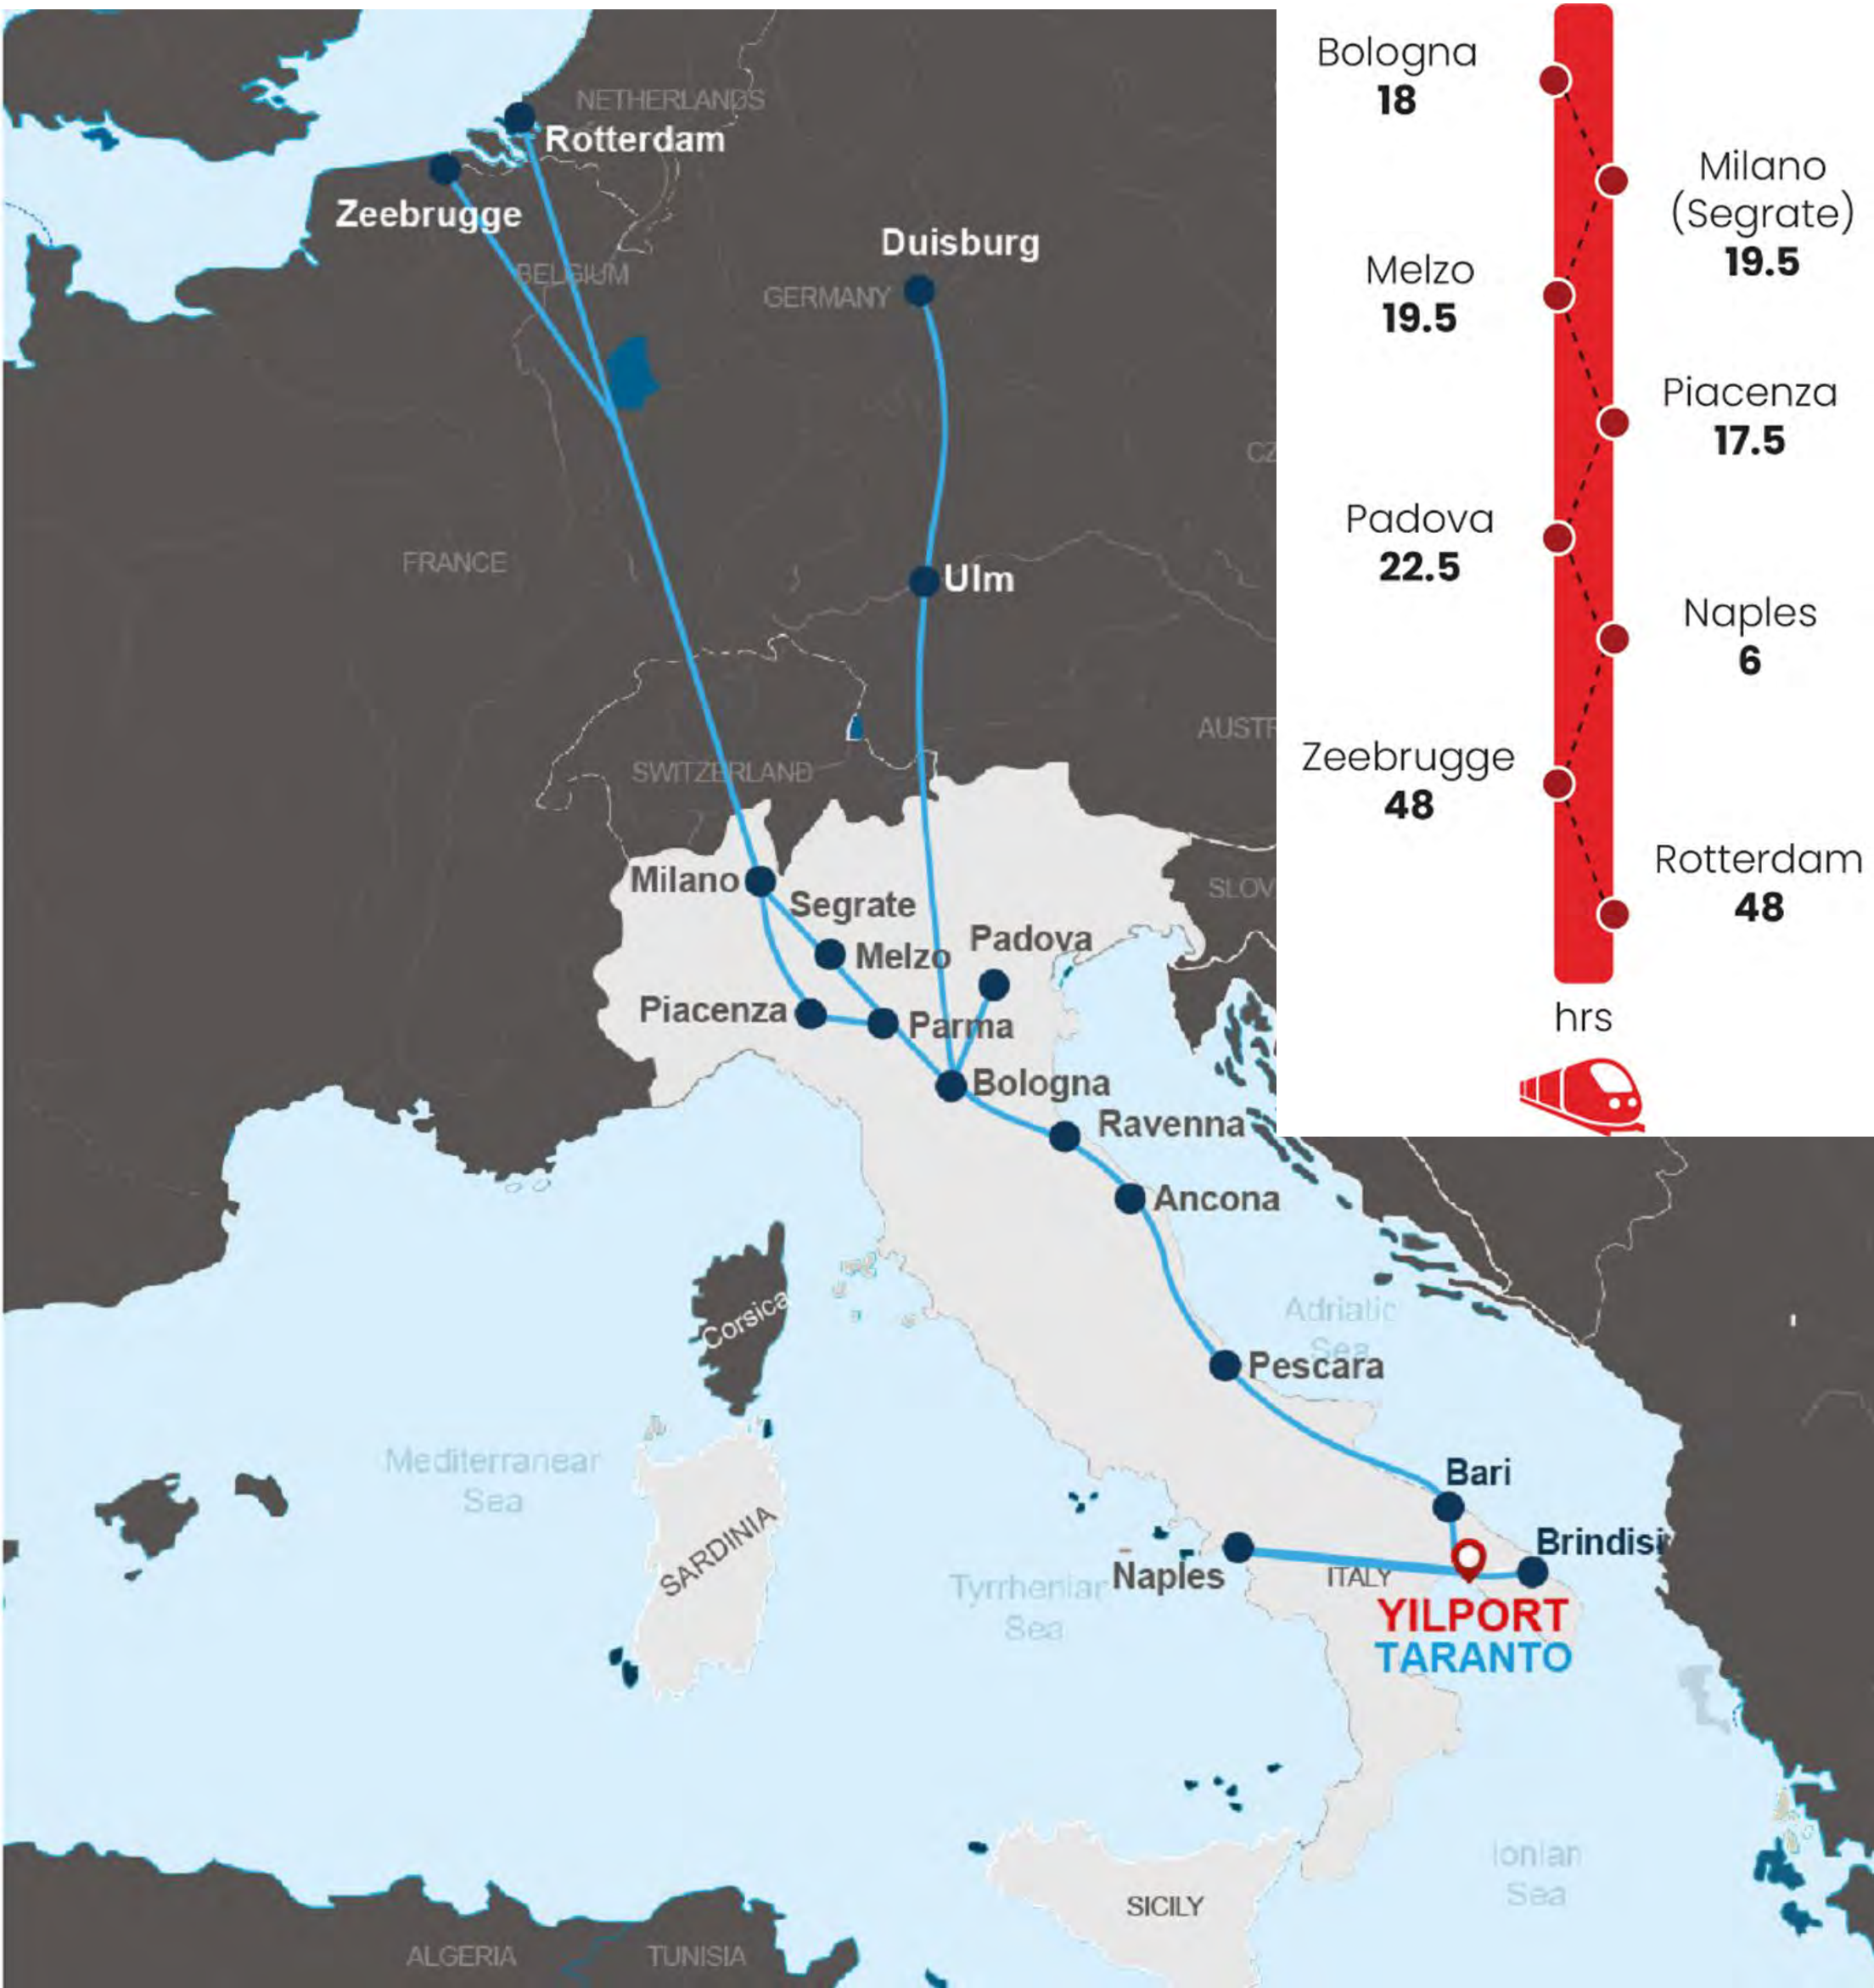 NETHERLANDS
Rotterdam
Zeebrugge
BELGIUM
Duisburg
GERMANY
CZ
FRANCE
Ulm
AUSTR
SWITZERLAND
SLOV
Milano
Segrate
Melzo
Padova
Piacenza
Parma
Bologna
Ravenna
Ancona
Corsica
Adriatic
Sea
Pescara
Mediterranear
Sea
SARDINIA
Bari
Brindisi
Naples
ITALY
Tyrrheniar
Sea
YILPORT
TARANTO
Ionian
Sea
SICILY
ALGERIA
TUNISIA
Bologna
18
Milano
(Segrate)
19.5
Melzo
19.5
Piacenza
17.5
Padova
22.5
Naples
6
Zeebrugge
48
Rotterdam
48
hrs